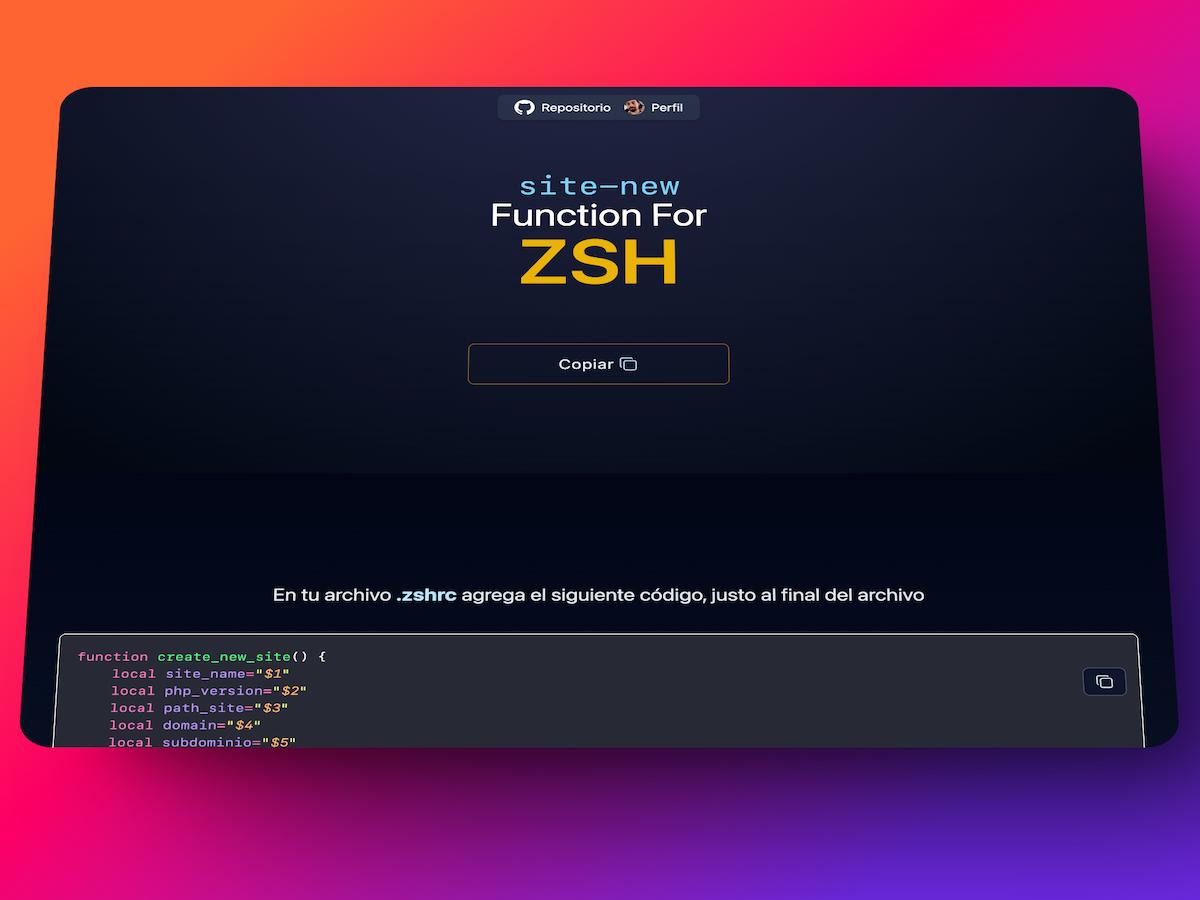 Repositorio Perfil
site-new
Function For
ZSH
Copiar
En tu archivo .zshrc agrega el siguiente código, justo al final del archivo
function create_new_site() {
    local site_name="$1"
    local php_version="$2"
    local path_site="$3"
    local domain="$4"
    local subdominio="$5"